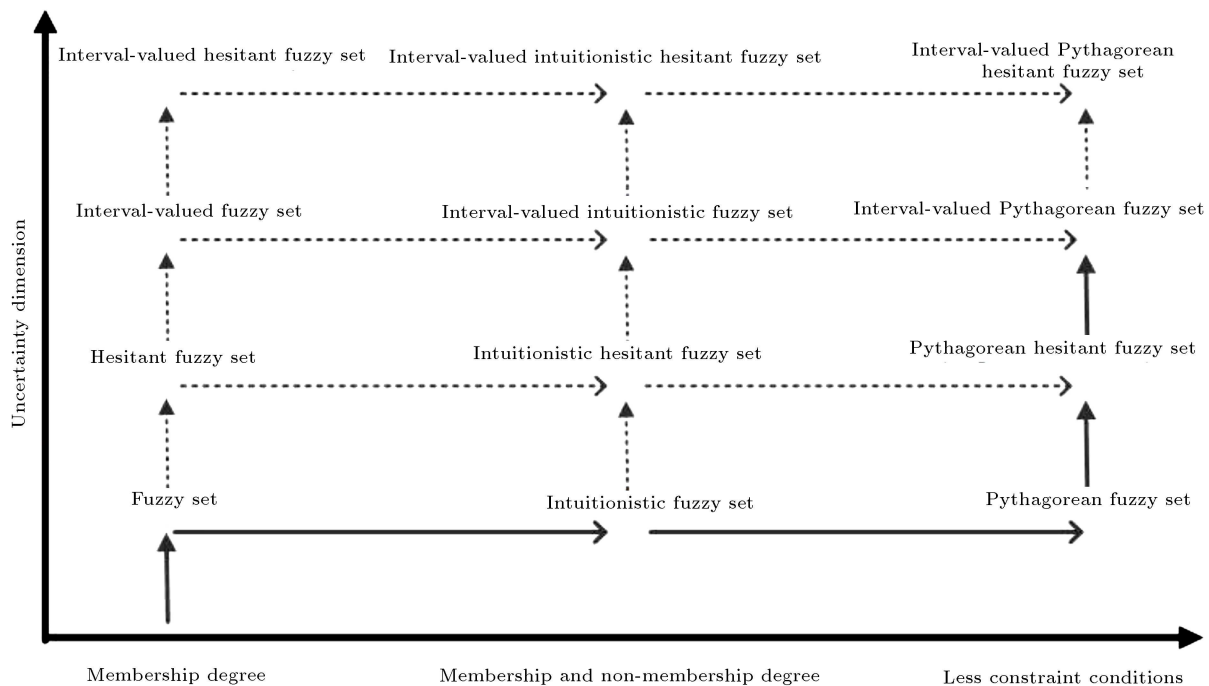 Interval-valued hesitant fuzzy set
Interval-valued intuitionistic hesitant fuzzy set
Interval-valued Pythagorean
hesitant fuzzy set
Interval-valued fuzzy set
Interval-valued intuitionistic fuzzy set
Interval-valued Pythagorean fuzzy set
Uncertainty dimension
Hesitant fuzzy set
Intuitionistic hesitant fuzzy set
Pythagorean hesitant fuzzy set
Fuzzy set
Intuitionistic fuzzy set
Pythagorean fuzzy set
Membership degree
Membership and non-membership degree
Less constraint conditions